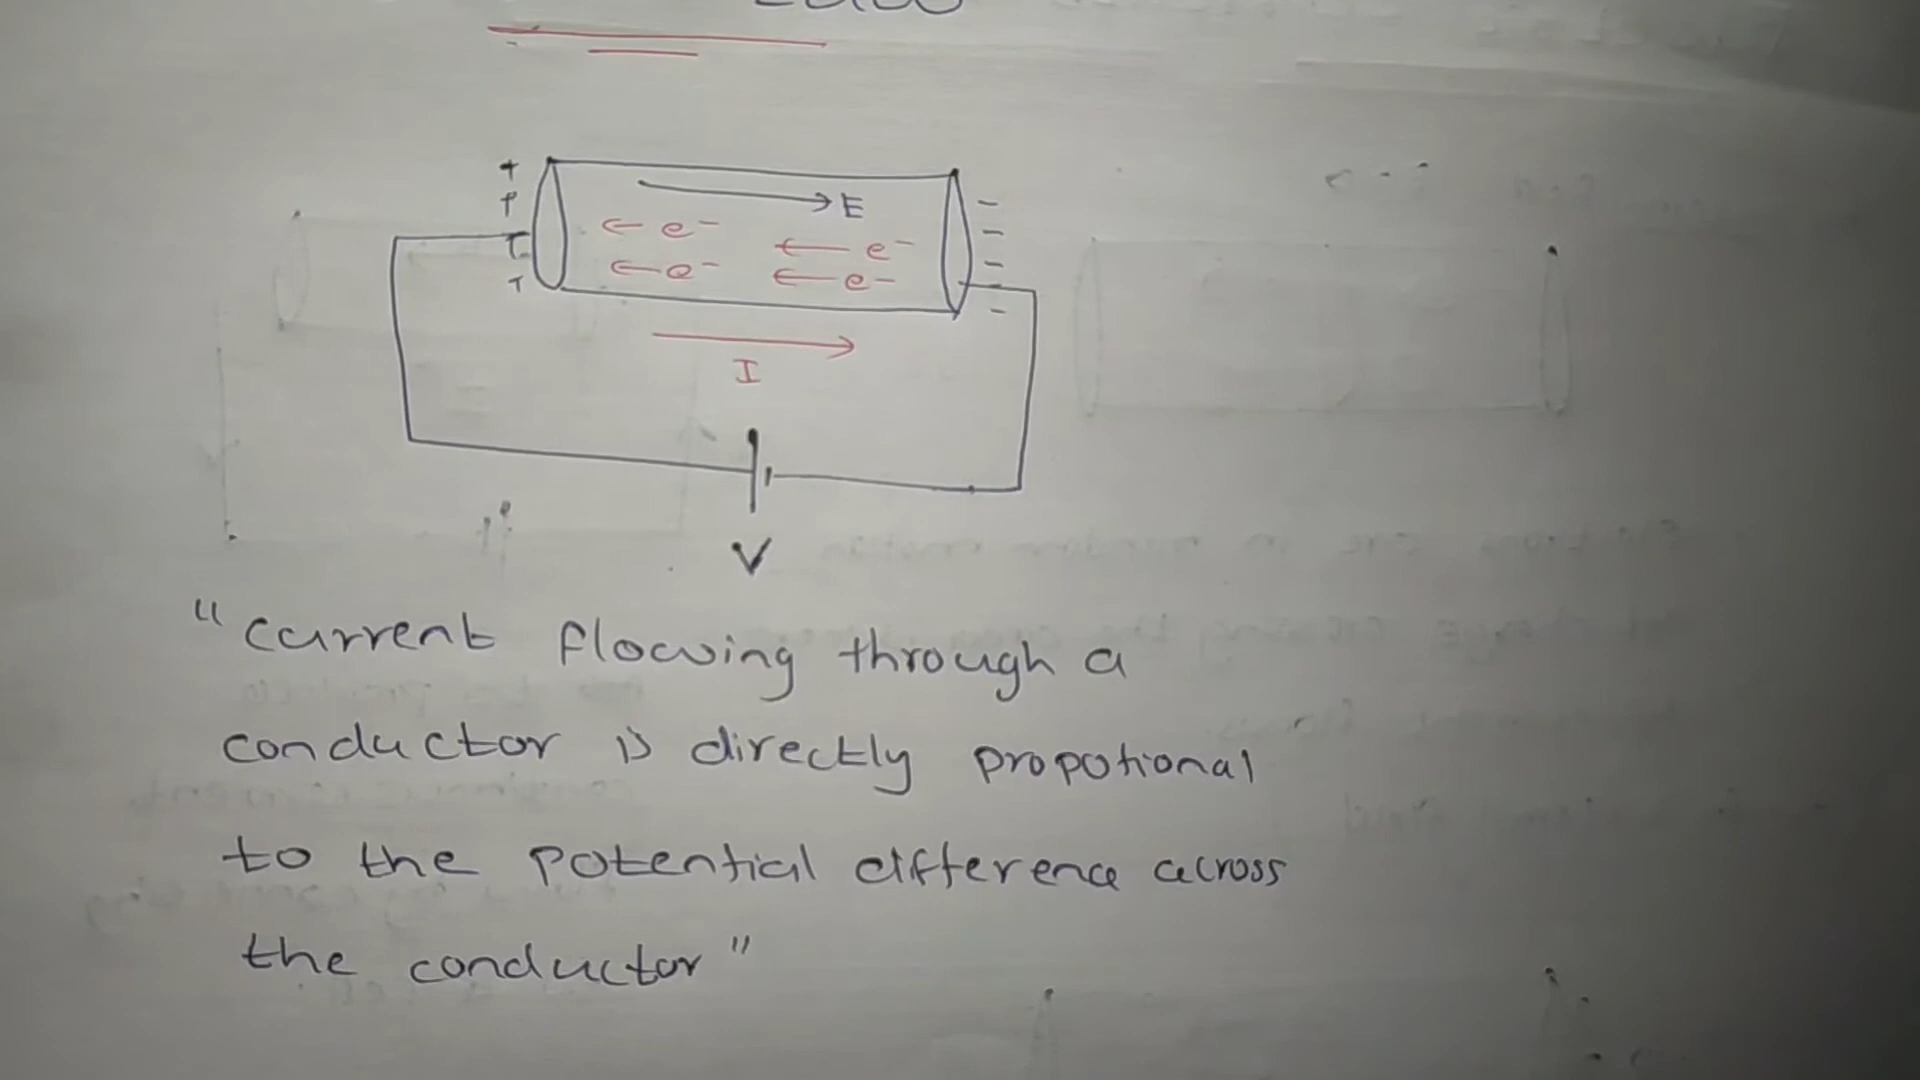 +
+
+
+
E
e-
e-
e-
e-
I
V
"current flowing through a
conductor is directly propotional
to the potential difference across
the conductor"